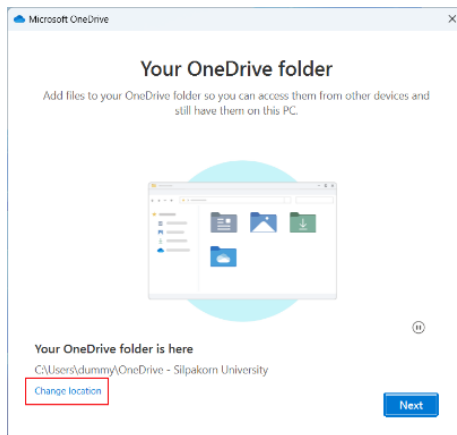 Microsoft OneDrive
Your OneDrive folder
Add files to your OneDrive folder so you can access them from other devices and
still have them on this PC.
Your OneDrive folder is here
C:\Users\dummy\OneDrive - Silpakorn University
Change location
Next